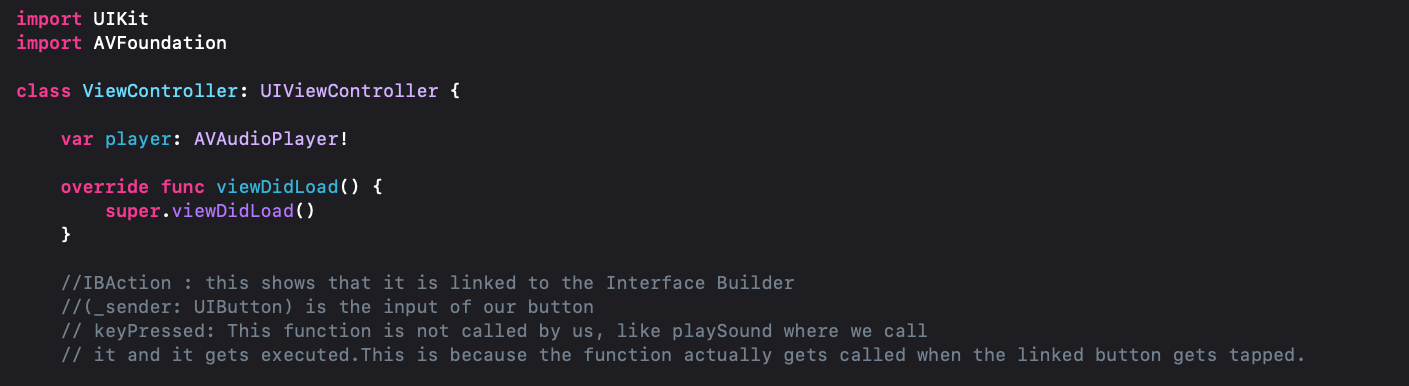 import UIKit
import AVFoundation
class ViewController: UIViewController {
var player: AVAudioPlayer!
override func viewDidLoad() {
super.viewDidLoad()
}
//IBAction : this shows that it is linked to the Interface Builder
//(_sender: UIButton) is the input of our button
// keyPressed: This function is not called by us, like playSound where we call
// it and it gets executed.This is because the function actually gets called when the linked button gets tapped.